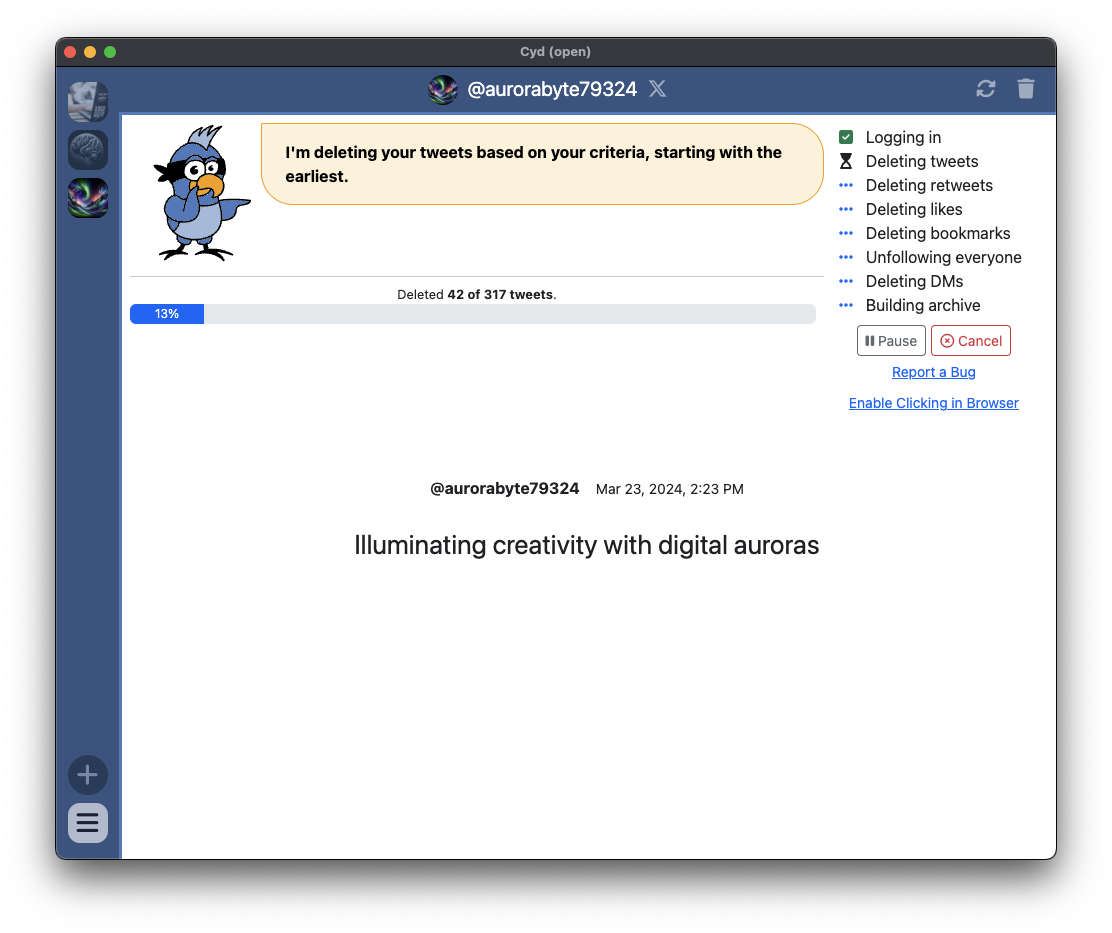 Cyd (open)
@aurorabyte79324
I'm deleting your tweets based on your criteria, starting with the
earliest.
Deleted 42 of 317 tweets.
13%
Logging in
Deleting tweets
Deleting retweets
Deleting likes
Deleting bookmarks
Unfollowing everyone
Deleting DMs
Building archive
Pause
Cancel
Report a Bug
Enable Clicking in Browser
@aurorabyte79324 Mar 23, 2024, 2:23 PM
Illuminating creativity with digital auroras